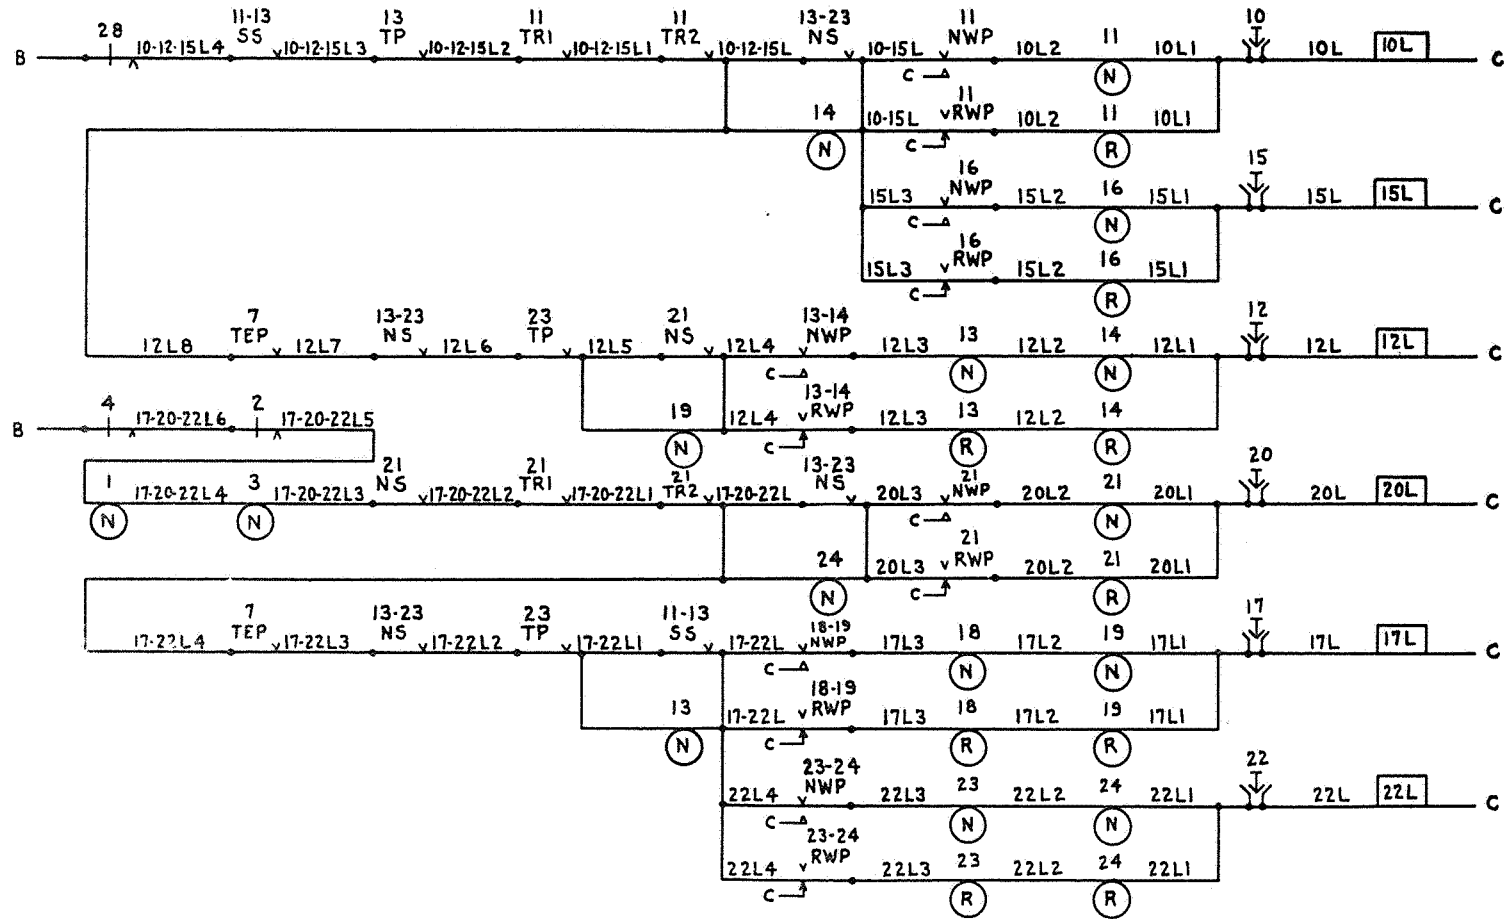 28 11-13 SS 13 TP 11 TR1 11 TR2 13-23 NS 11 NWP 11 10
B 10-12-15L4 10-12-15L3 10-12-15L2 10-12-15L1 10-12-15L 10-15L 10L2 10L1 10L 10L C
C N
14 10-15L 11 RWP 10L2 11 10L1
N C R
15
16 NWP 16
15L3 15L2 15L1 15L 15L C
C N
16 RWP 16
15L3 15L2 15L1
C R
7 TEP 13-23 NS 23 TP 21 NS 13-14 NWP 13 14 12
12L8 12L7 12L6 12L5 12L4 12L3 12L2 12L1 12L 12L C
C N N
4 2 19 13-14 RWP 13 14
B 17-20-22L6 17-20-22L5 12L4 12L3 12L2 12L1
N C R R
1 3 21 NS 21 TR1 21 TR2 13-23 NS 21 NWP 21 20
17-20-22L4 17-20-22L3 17-20-22L2 17-20-22L1 17-20-22L 20L3 20L2 20L1 20L 20L C
N N C N
24 21 RWP 21
20L3 20L2 20L1
N C R
7 TEP 13-23 NS 23 TP 11-13 SS 18-19 NWP 18 19 17
17-22L4 17-22L3 17-22L2 17-22L1 17-22L 17L3 17L2 17L1 17L 17L C
C N N
13 18-19 RWP 18 19
17-22L 17L3 17L2 17L1
N C R R
23-24 NWP 23 24 22
22L4 22L3 22L2 22L1 22L 22L C
C N N
23-24 RWP 23 24
22L4 22L3 22L2 22L1
C R R